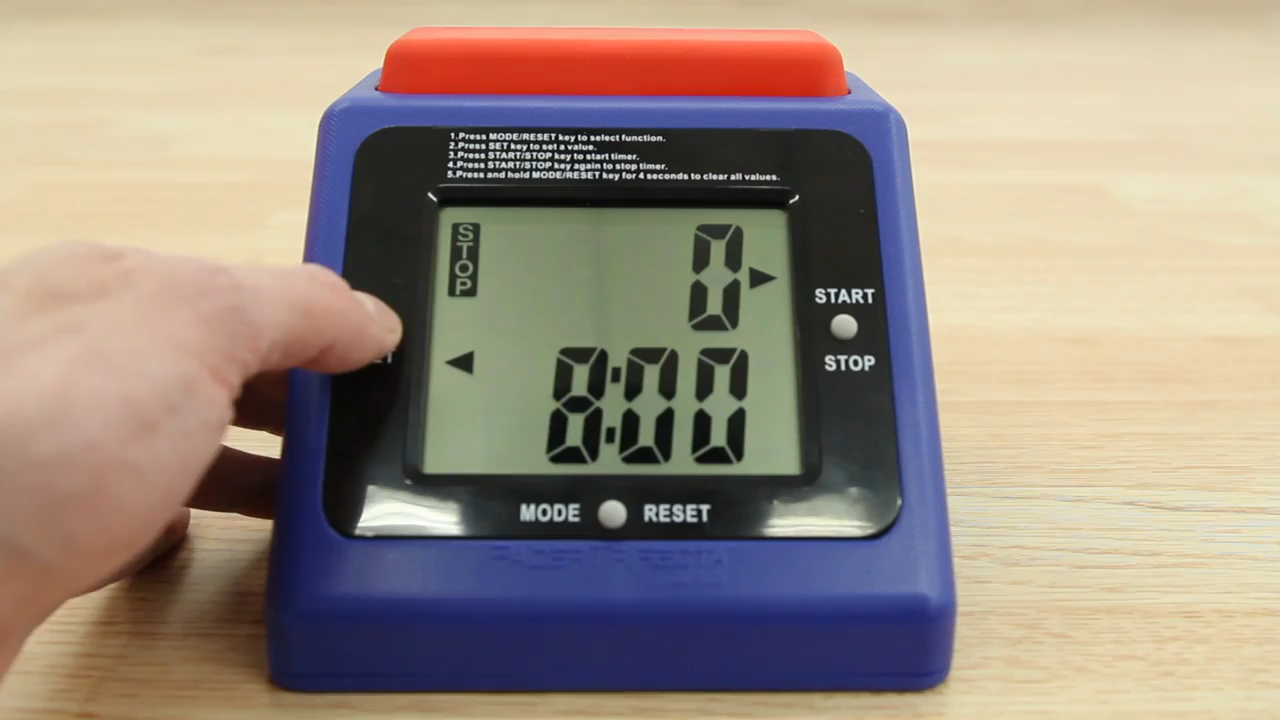 1.Press MODE/RESET key to select function.
2.Press SET key to set a value.
3.Press START/STOP key to start timer.
4.Press START/STOP key again to stop timer.
5.Press and hold MODE/RESET key for 4 seconds to clear all values.
STOP
0
8:00
START
STOP
MODE RESET